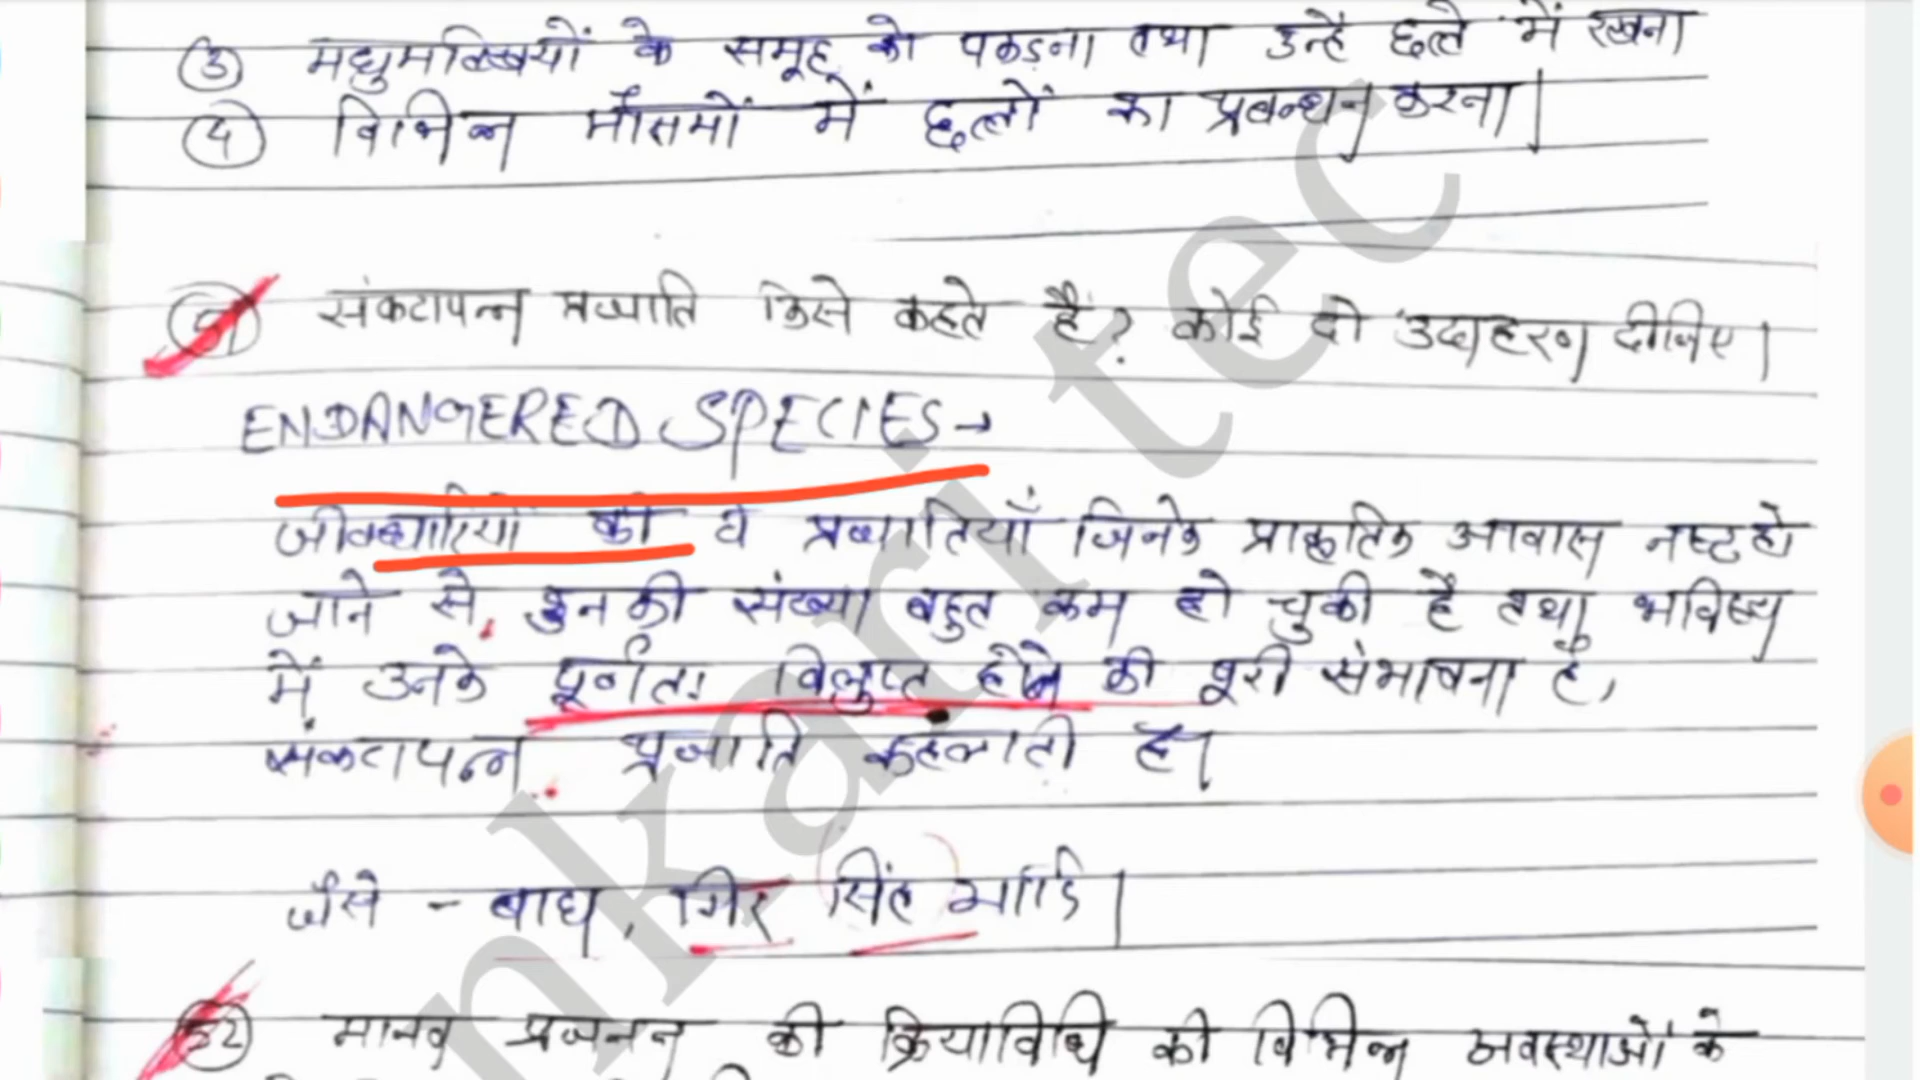 ③ मधुमक्खियों के समूह को पकड़ना तथा उन्हें छत्ते में रखना
④ विभिन्न मौसमों में छत्तों का प्रबन्धन करना।
संकटापन्न प्रजाति किसे कहते हैं? कोई दो उदाहरण दीजिए।
ENDANGERED SPECIES →
जीवधारियों की वे प्रजातियाँ जिनके प्राकृतिक आवास नष्ट हो
जाने से, इनकी संख्या बहुत कम हो चुकी है तथा भविष्य
में उनके पूर्णतः विलुप्त होने की पूरी संभावना है,
संकटापन्न प्रजाति कहलाती है।
जैसे - बाघ, गिर सिंह आदि।
मानव प्रजनन की क्रियाविधि की विभिन्न अवस्थाओं के
nkari tec